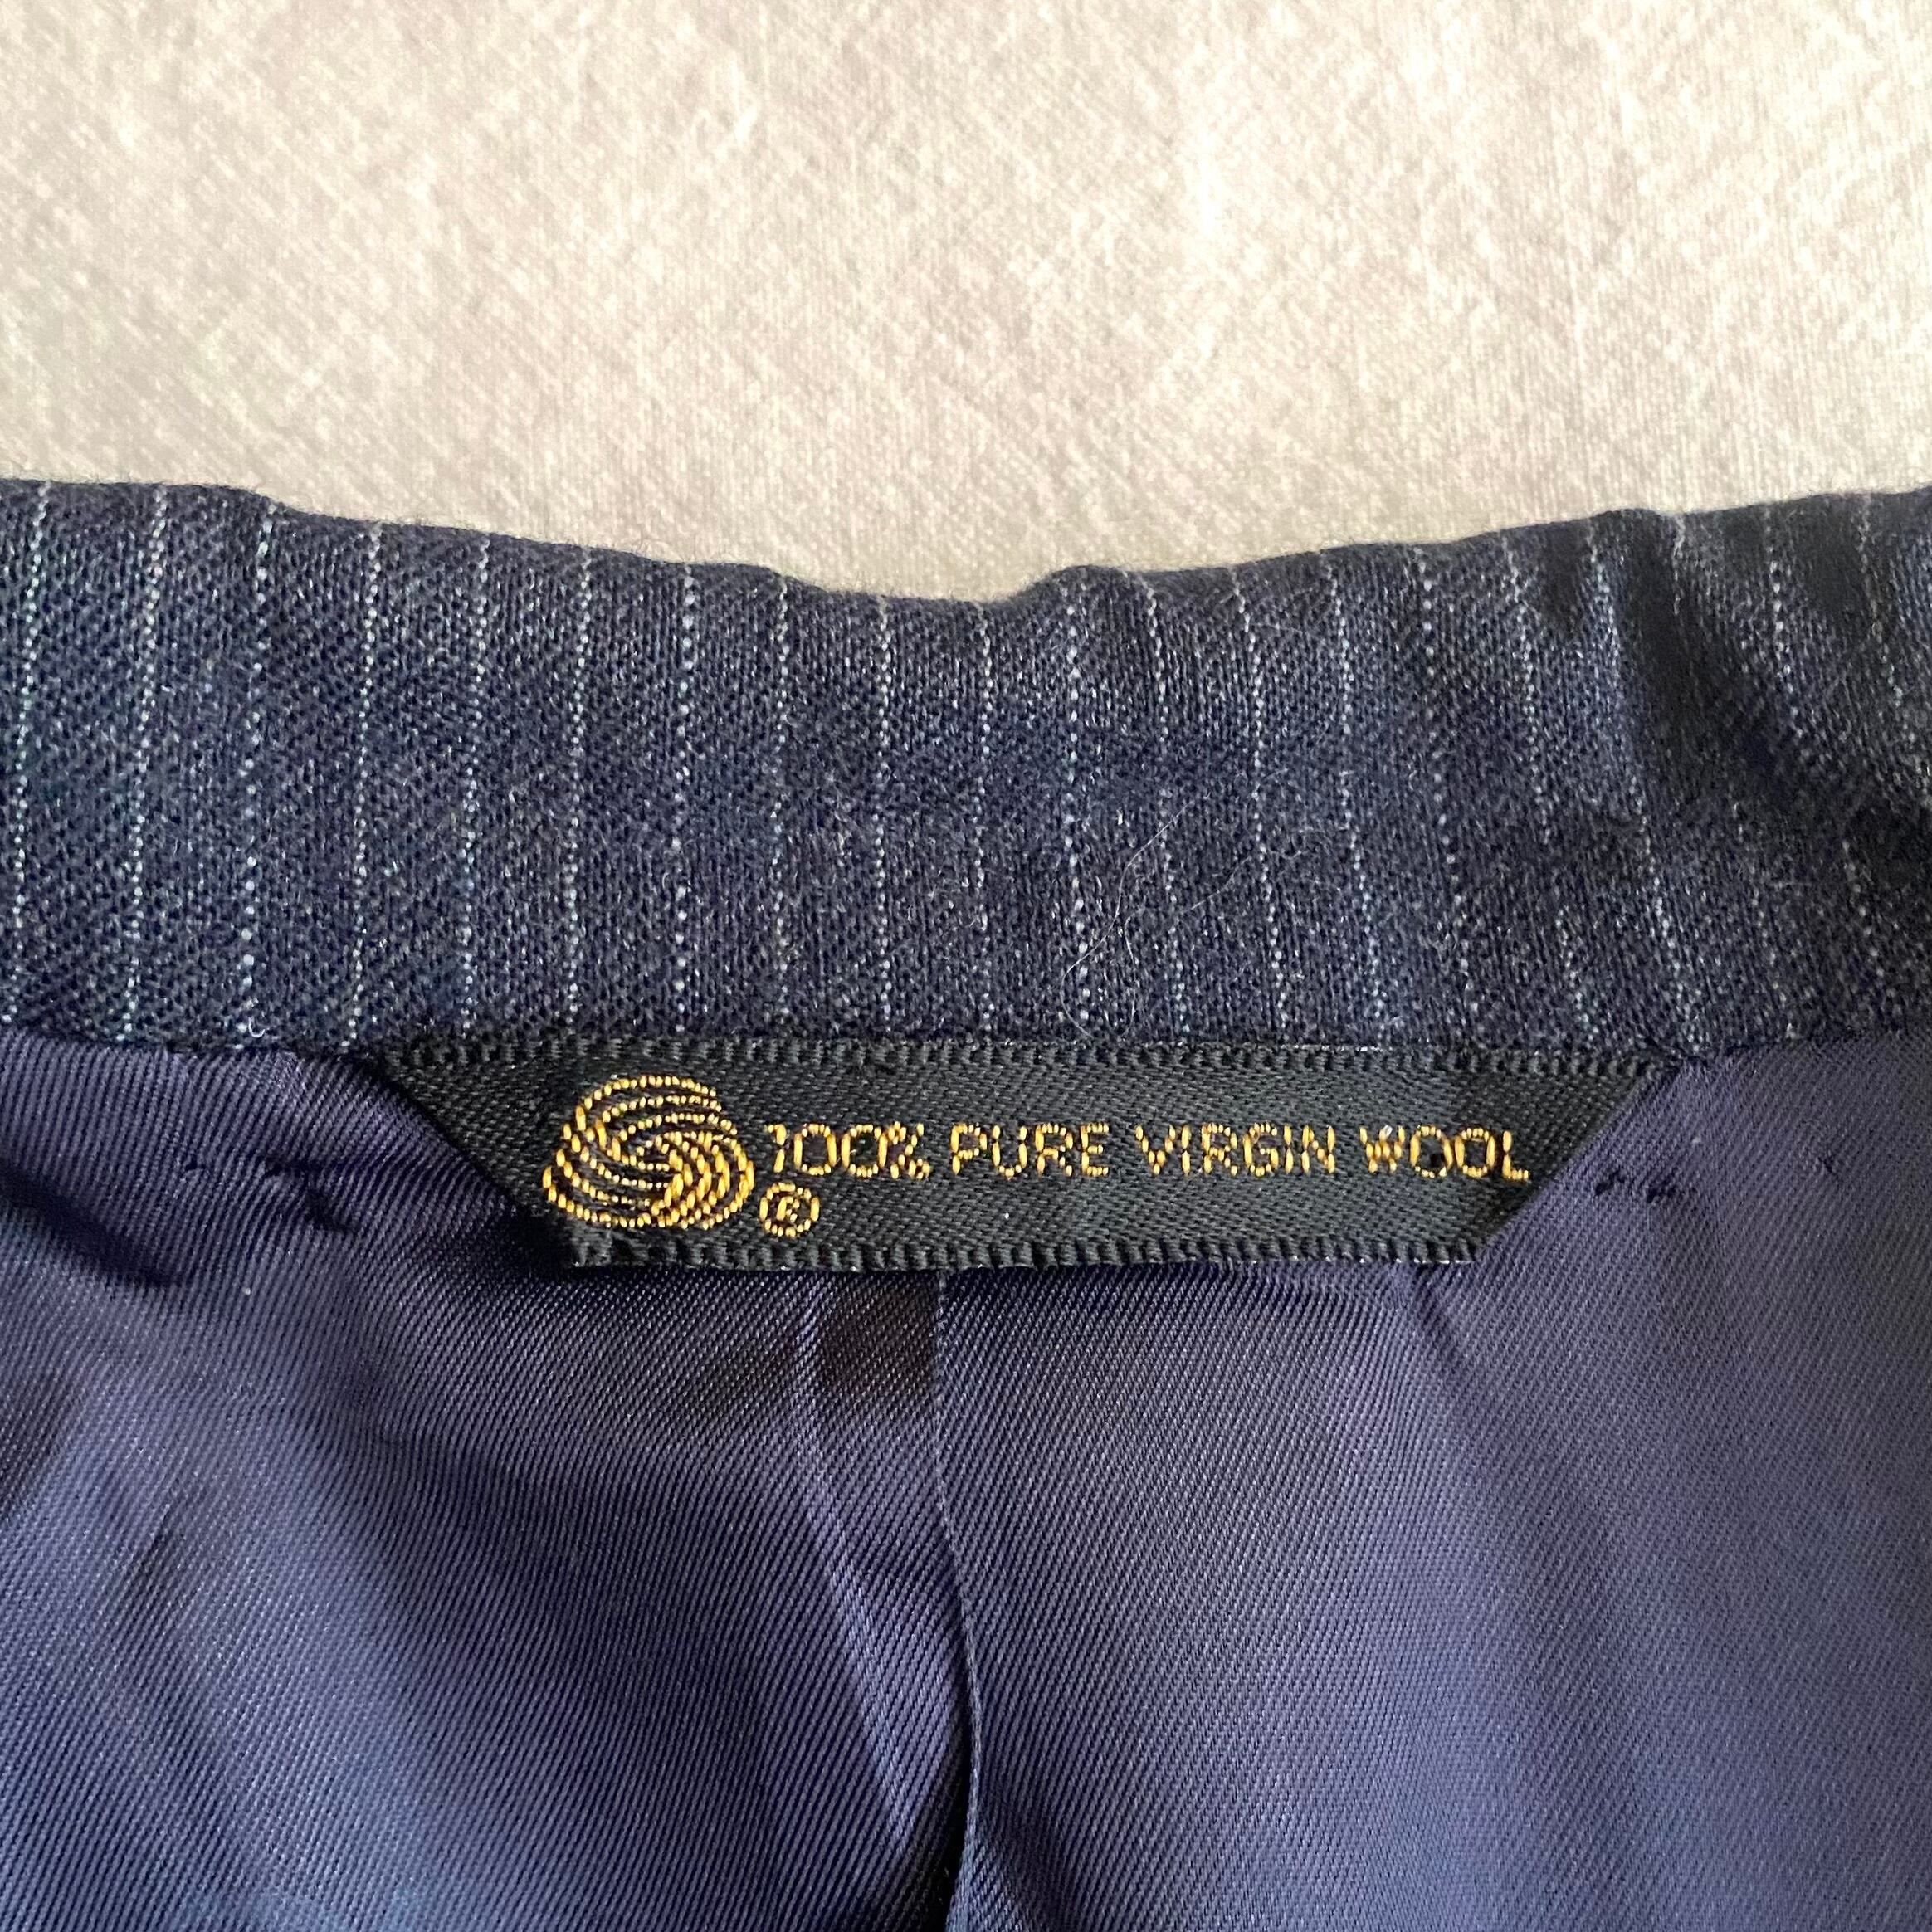 100% PURE VIRGIN WOOL
®